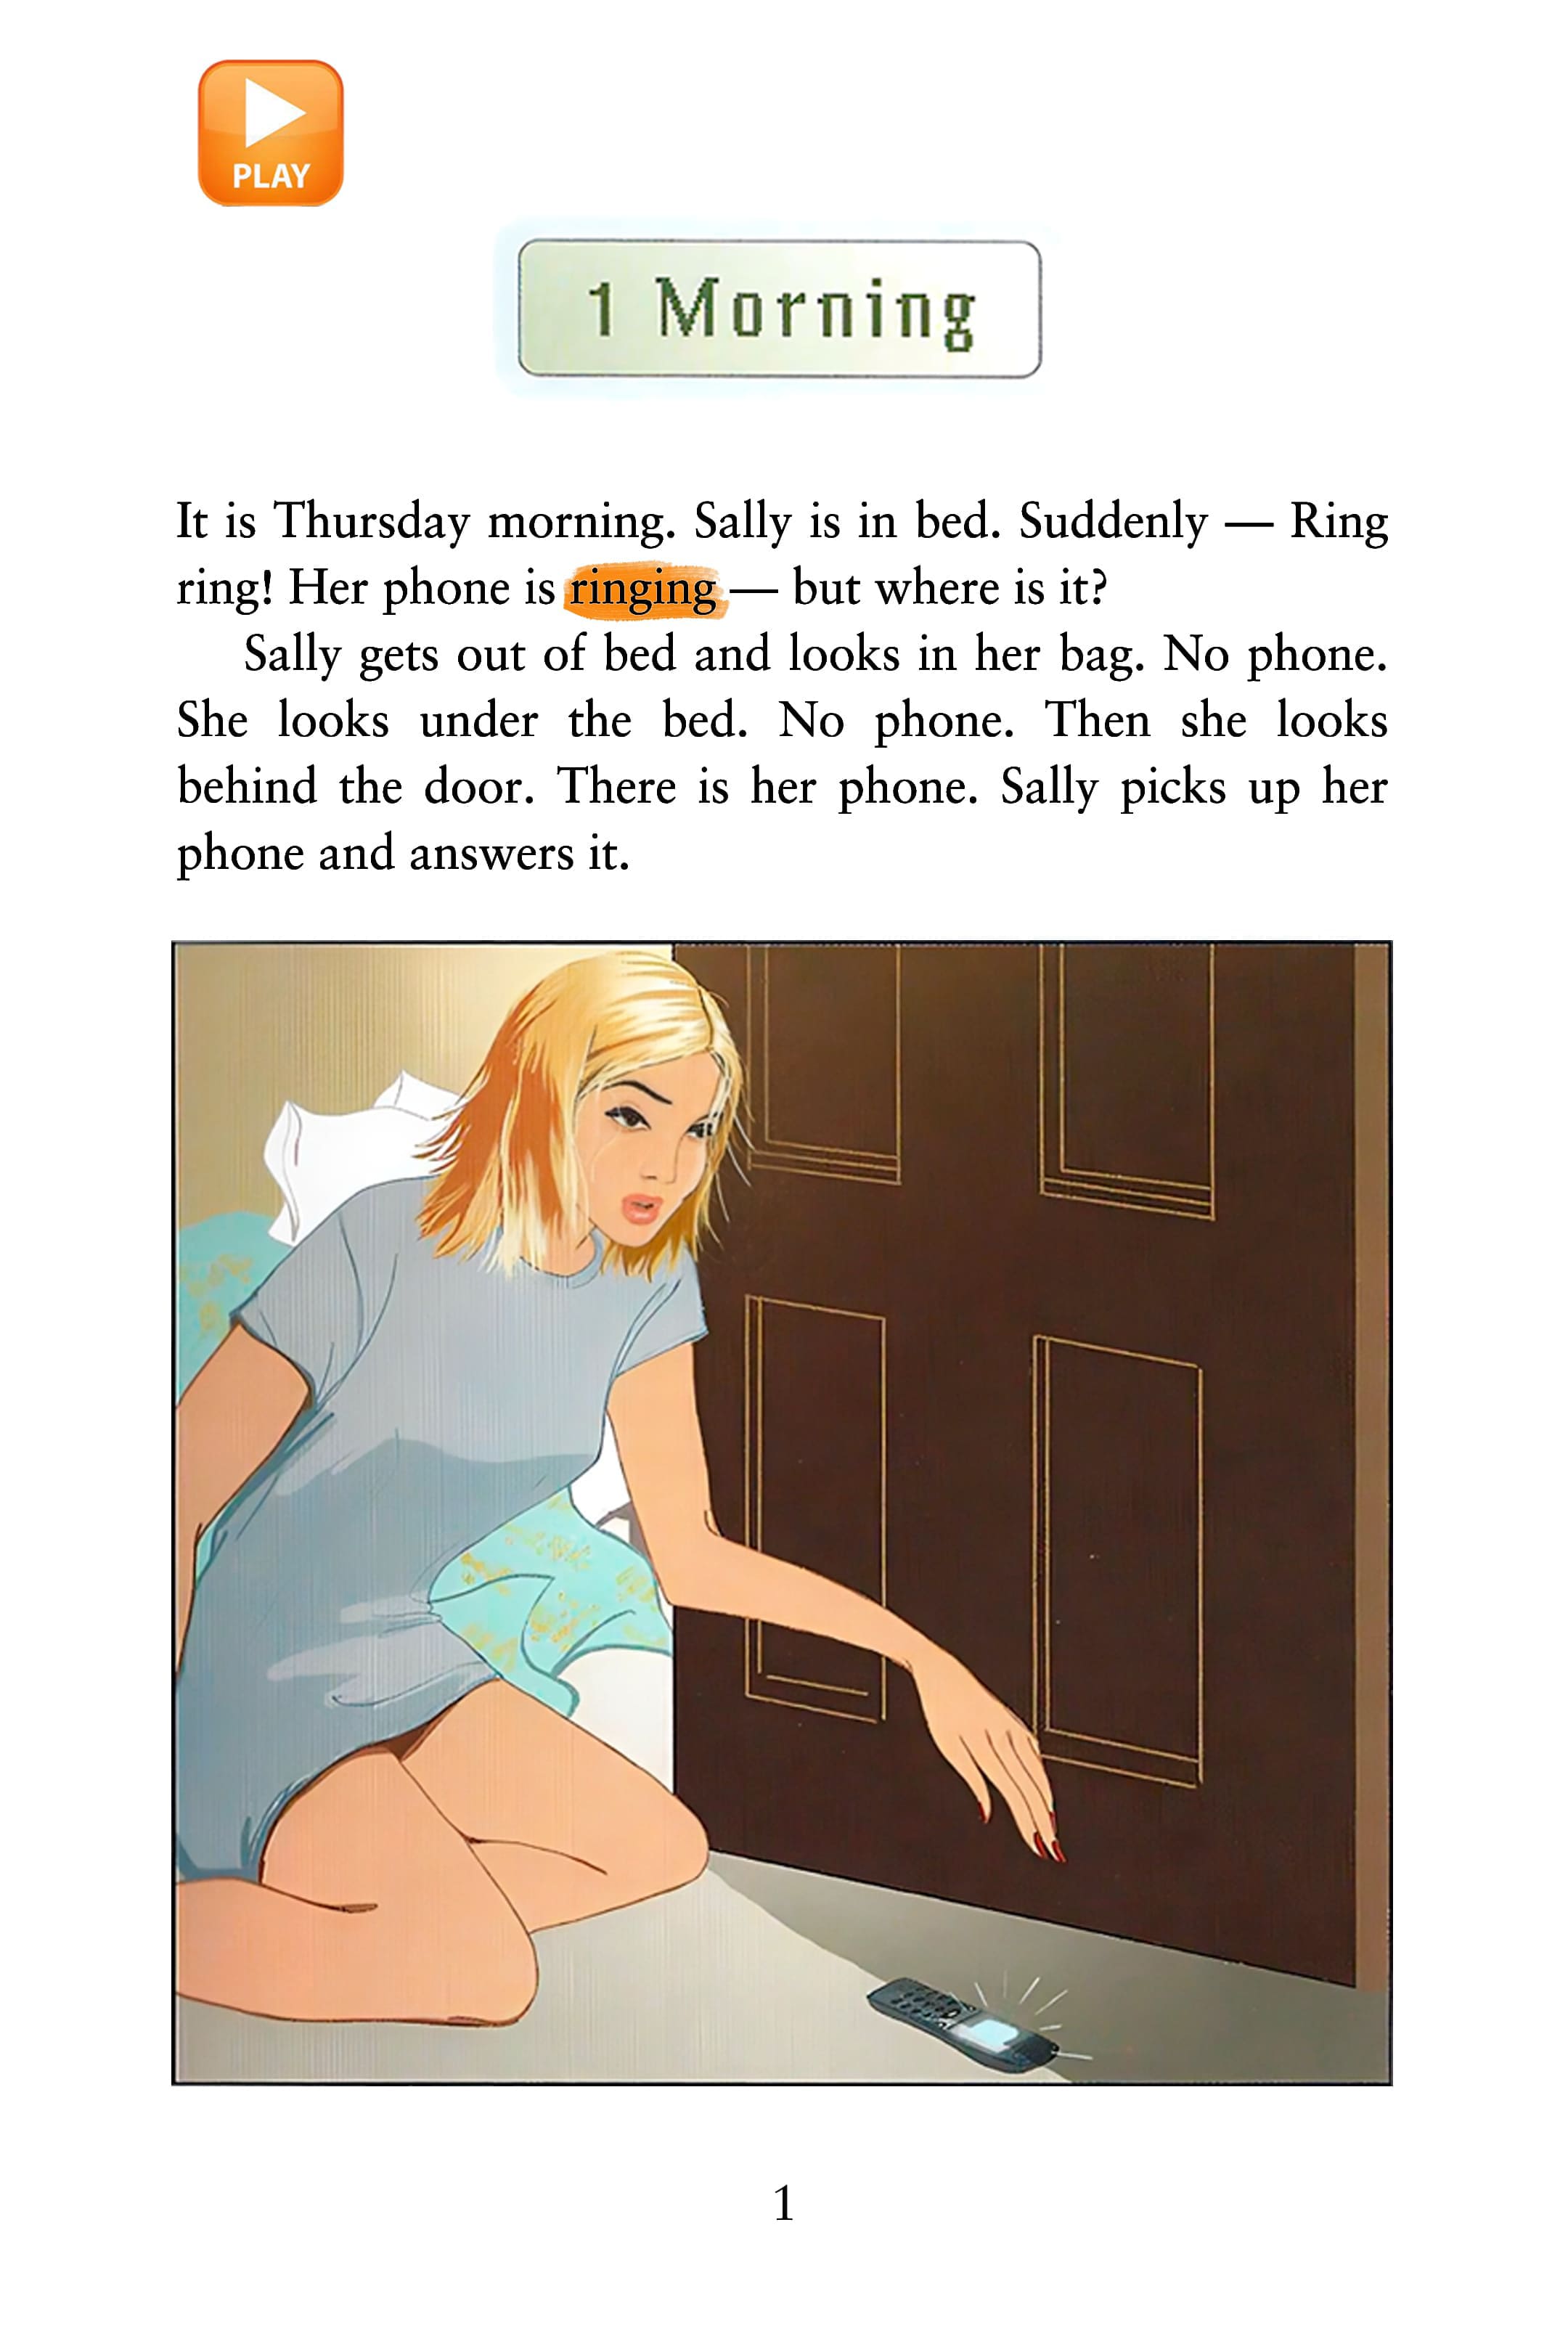 PLAY
1 Morning
It is Thursday morning. Sally is in bed. Suddenly — Ring
ring! Her phone is ringing — but where is it?
Sally gets out of bed and looks in her bag. No phone.
She looks under the bed. No phone. Then she looks
behind the door. There is her phone. Sally picks up her
phone and answers it.
1